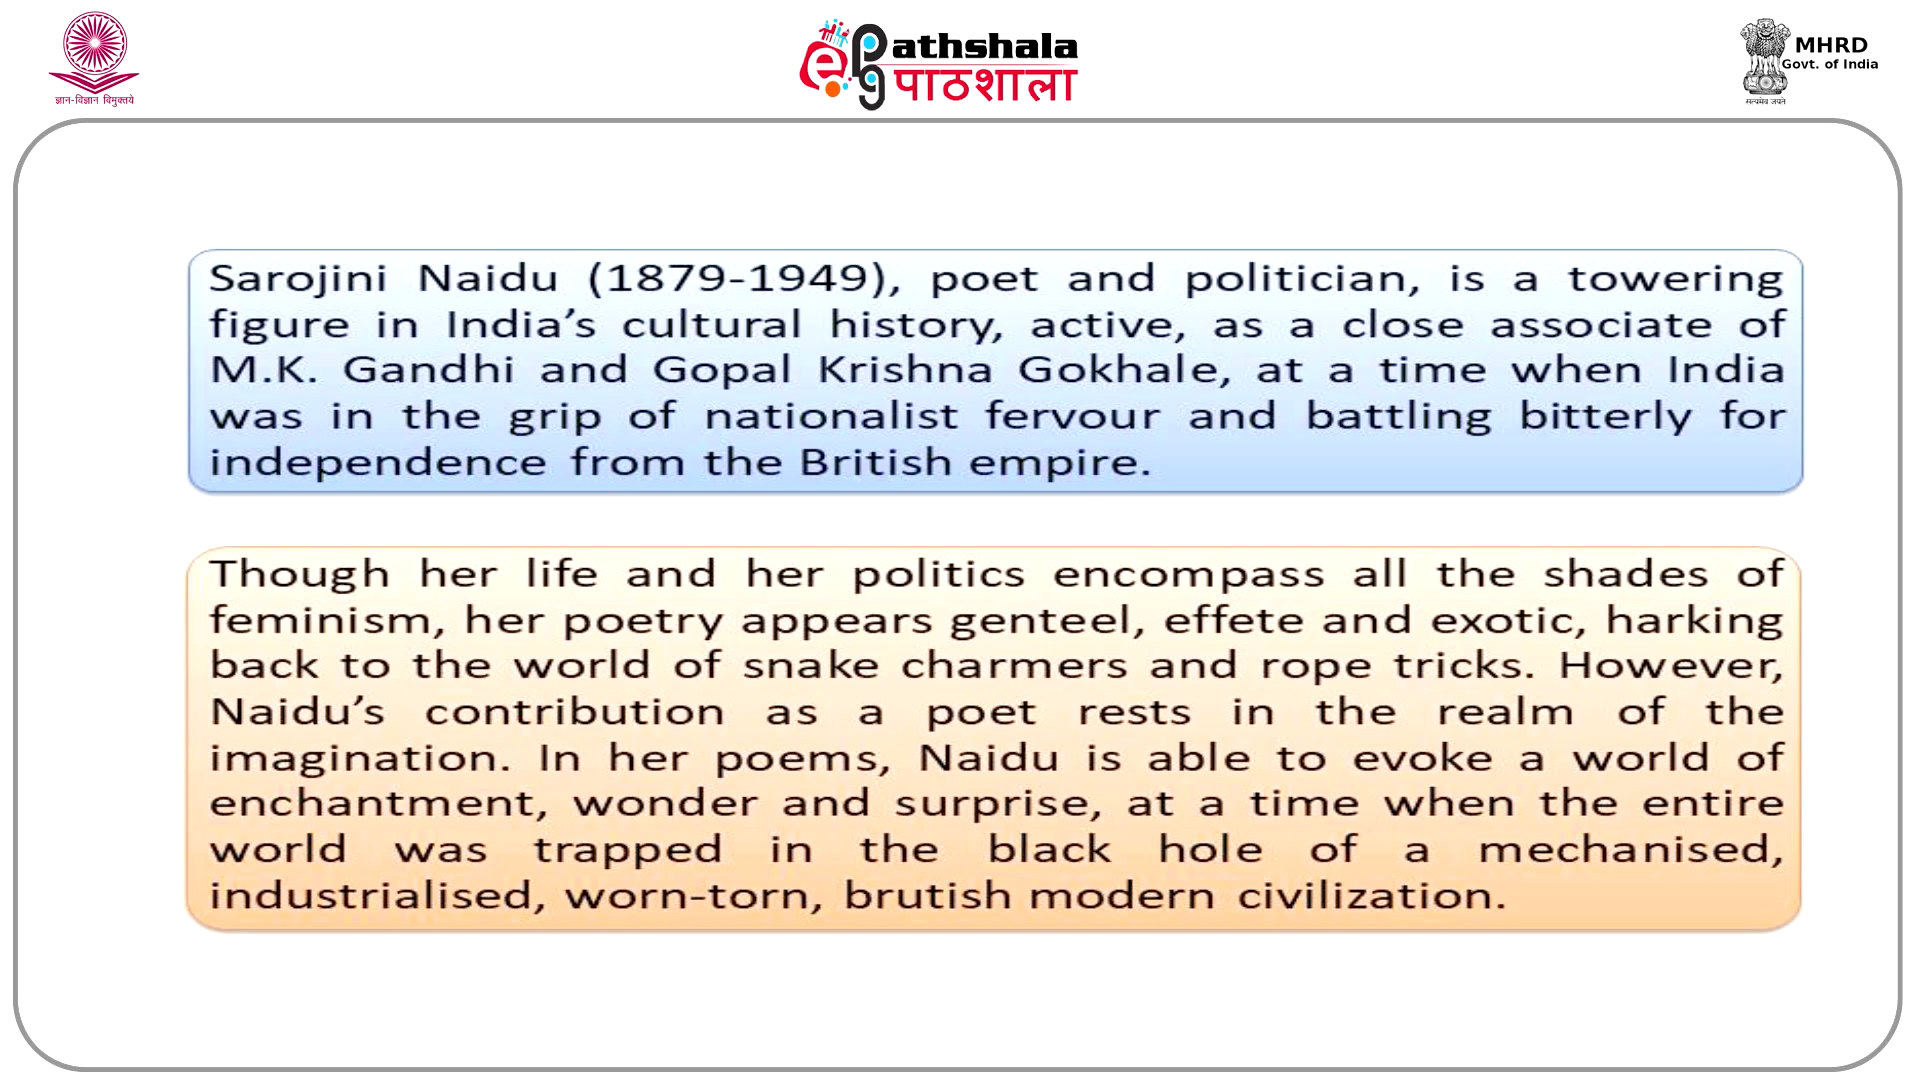 ज्ञान-विज्ञान विमुक्तये
e
Pathshala
पाठशाला
MHRD
Govt. of India
सत्यमेव जयते
Sarojini Naidu (1879-1949), poet and politician, is a towering
figure in India’s cultural history, active, as a close associate of
M.K. Gandhi and Gopal Krishna Gokhale, at a time when India
was in the grip of nationalist fervour and battling bitterly for
independence from the British empire.
Though her life and her politics encompass all the shades of
feminism, her poetry appears genteel, effete and exotic, harking
back to the world of snake charmers and rope tricks. However,
Naidu’s contribution as a poet rests in the realm of the
imagination. In her poems, Naidu is able to evoke a world of
enchantment, wonder and surprise, at a time when the entire
world was trapped in the black hole of a mechanised,
industrialised, worn-torn, brutish modern civilization.